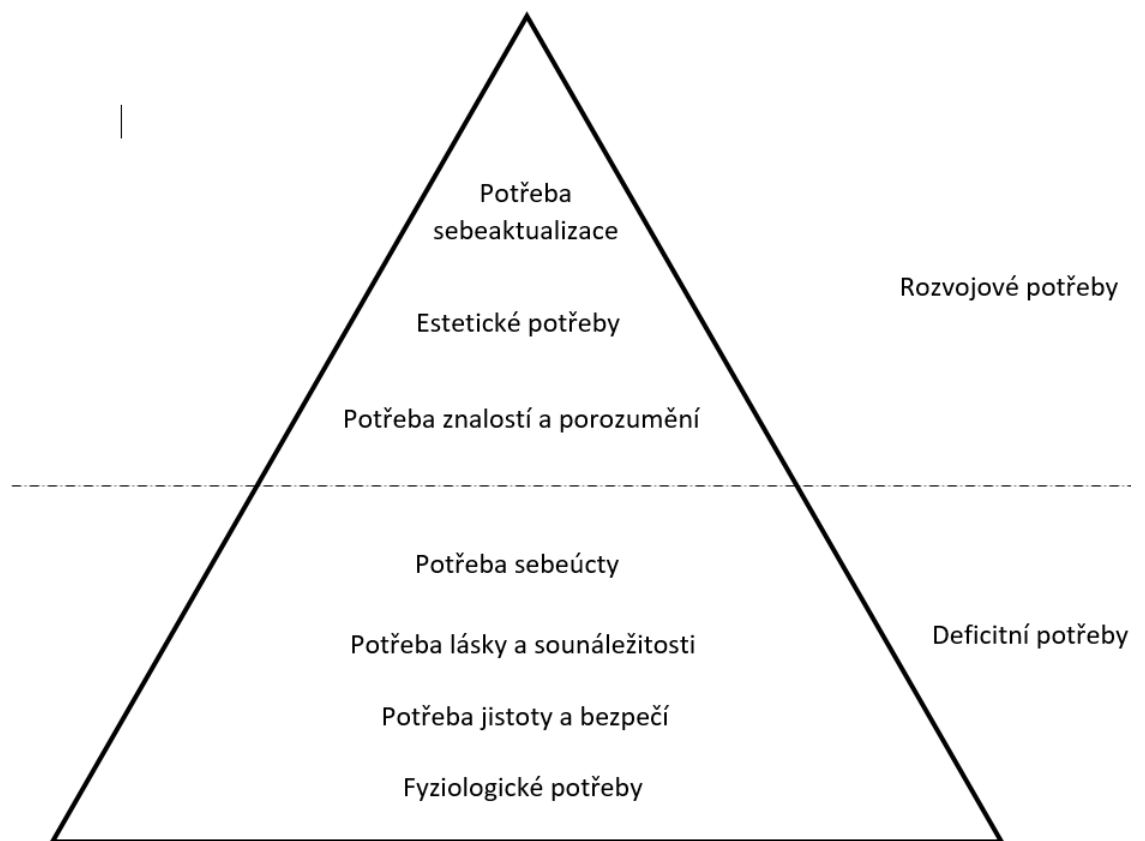 Potřeba
sebeaktualizace
Rozvojové potřeby
Estetické potřeby
Potřeba znalostí a porozumění
Potřeba sebeúcty
Deficitní potřeby
Potřeba lásky a sounáležitosti
Potřeba jistoty a bezpečí
Fyziologické potřeby